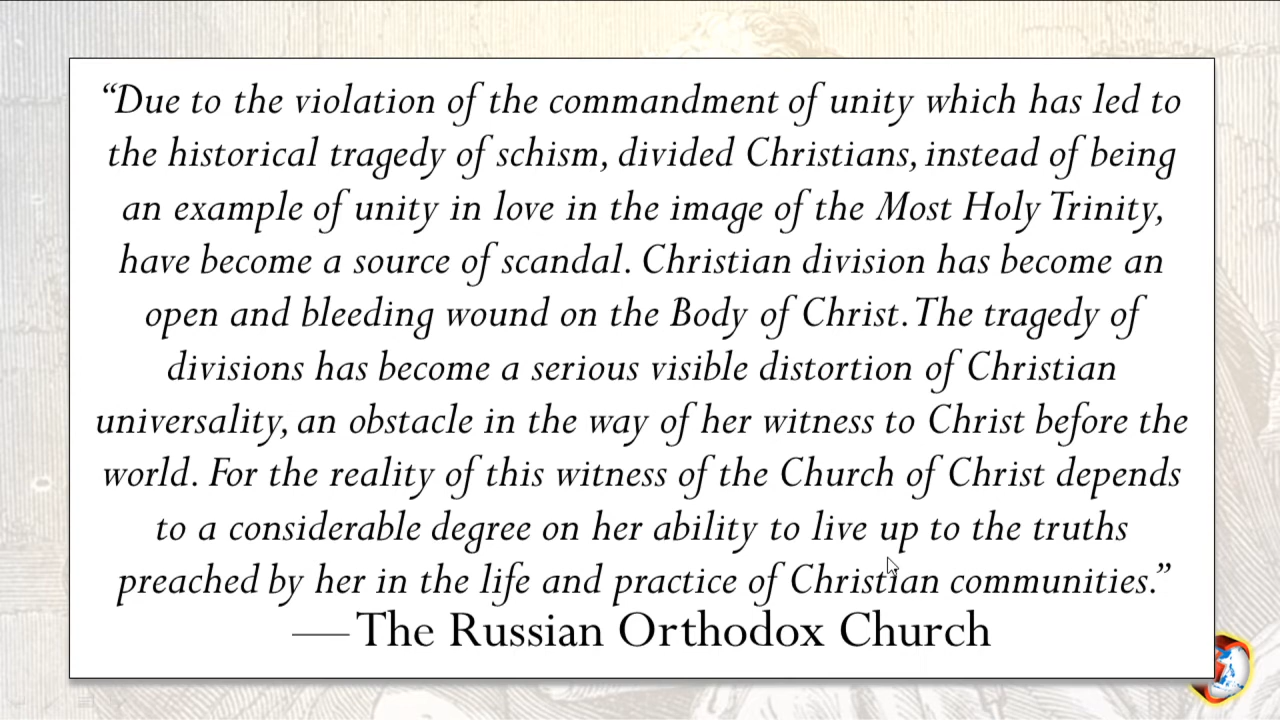 “Due to the violation of the commandment of unity which has led to
the historical tragedy of schism, divided Christians, instead of being
an example of unity in love in the image of the Most Holy Trinity,
have become a source of scandal. Christian division has become an
open and bleeding wound on the Body of Christ. The tragedy of
divisions has become a serious visible distortion of Christian
universality, an obstacle in the way of her witness to Christ before the
world. For the reality of this witness of the Church of Christ depends
to a considerable degree on her ability to live up to the truths
preached by her in the life and practice of Christian communities.”
—The Russian Orthodox Church